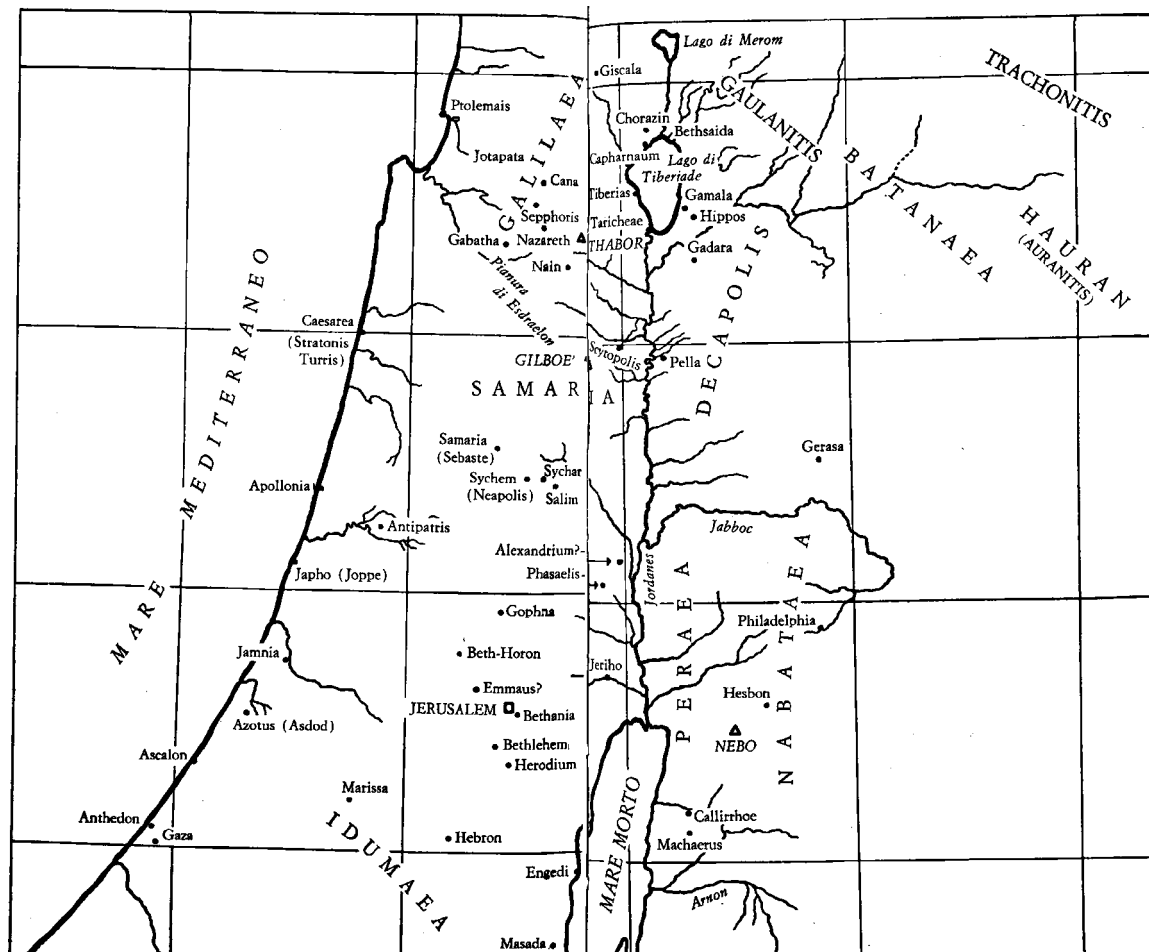 Lago di Merom
Giscala
TRACHONITIS
GAULANITIS
Ptolemais
Chorazin
Bethsaida
GALILAEA
BATANAEA
Jotapata
Capharnaum
Lago di
Tiberiade
Cana
Tiberias
Gamala
Sepphoris
Taricheae
Hippos
HAURAN
(AURANITIS)
Gabatha
Nazareth
THABOR
Gadara
Nain
Pianura
di Esdraelon
DECAPOLIS
MARE MEDITERRANEO
Caesarea
(Stratonis
Turris)
GILBOE'
Scytopolis
Pella
SAMARIA
Samaria
(Sebaste)
Gerasa
Sychem
(Neapolis)
Sychar
Salim
Apollonia
Antipatris
Jabboc
Alexandrium?
Phasaelis
Japho (Joppe)
Jordanes
Gophna
PERAEA
NABATAEA
Philadelphia
Jamnia
Beth-Horon
Jeriho
Emmaus?
Hesbon
JERUSALEM
Bethania
Azotus (Asdod)
NEBO
Bethlehem
Ascalon
Herodium
Marissa
MARE MORTO
Anthedon
Gaza
Callirrhoe
IDUMAEA
Hebron
Machaerus
Engedi
Arnon
Masada